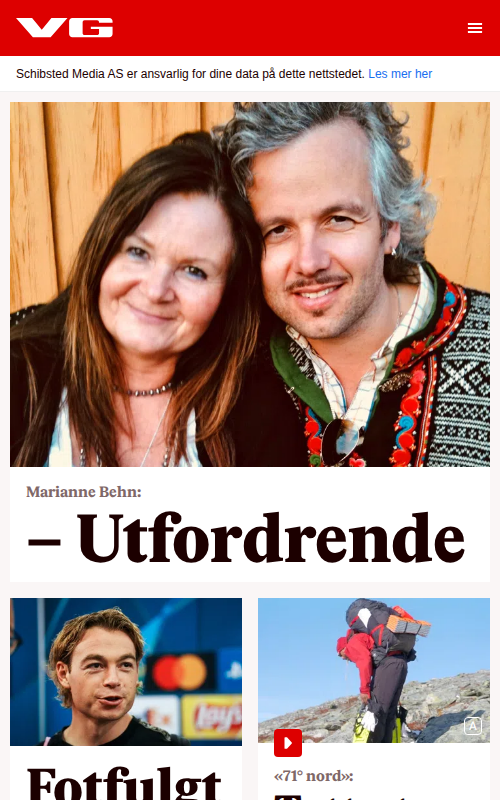 VG
Schibsted Media AS er ansvarlig for dine data på dette nettstedet. Les mer her
Marianne Behn:
– Utfordrende
Lay's
A
Fotfulgt
«71° nord»: